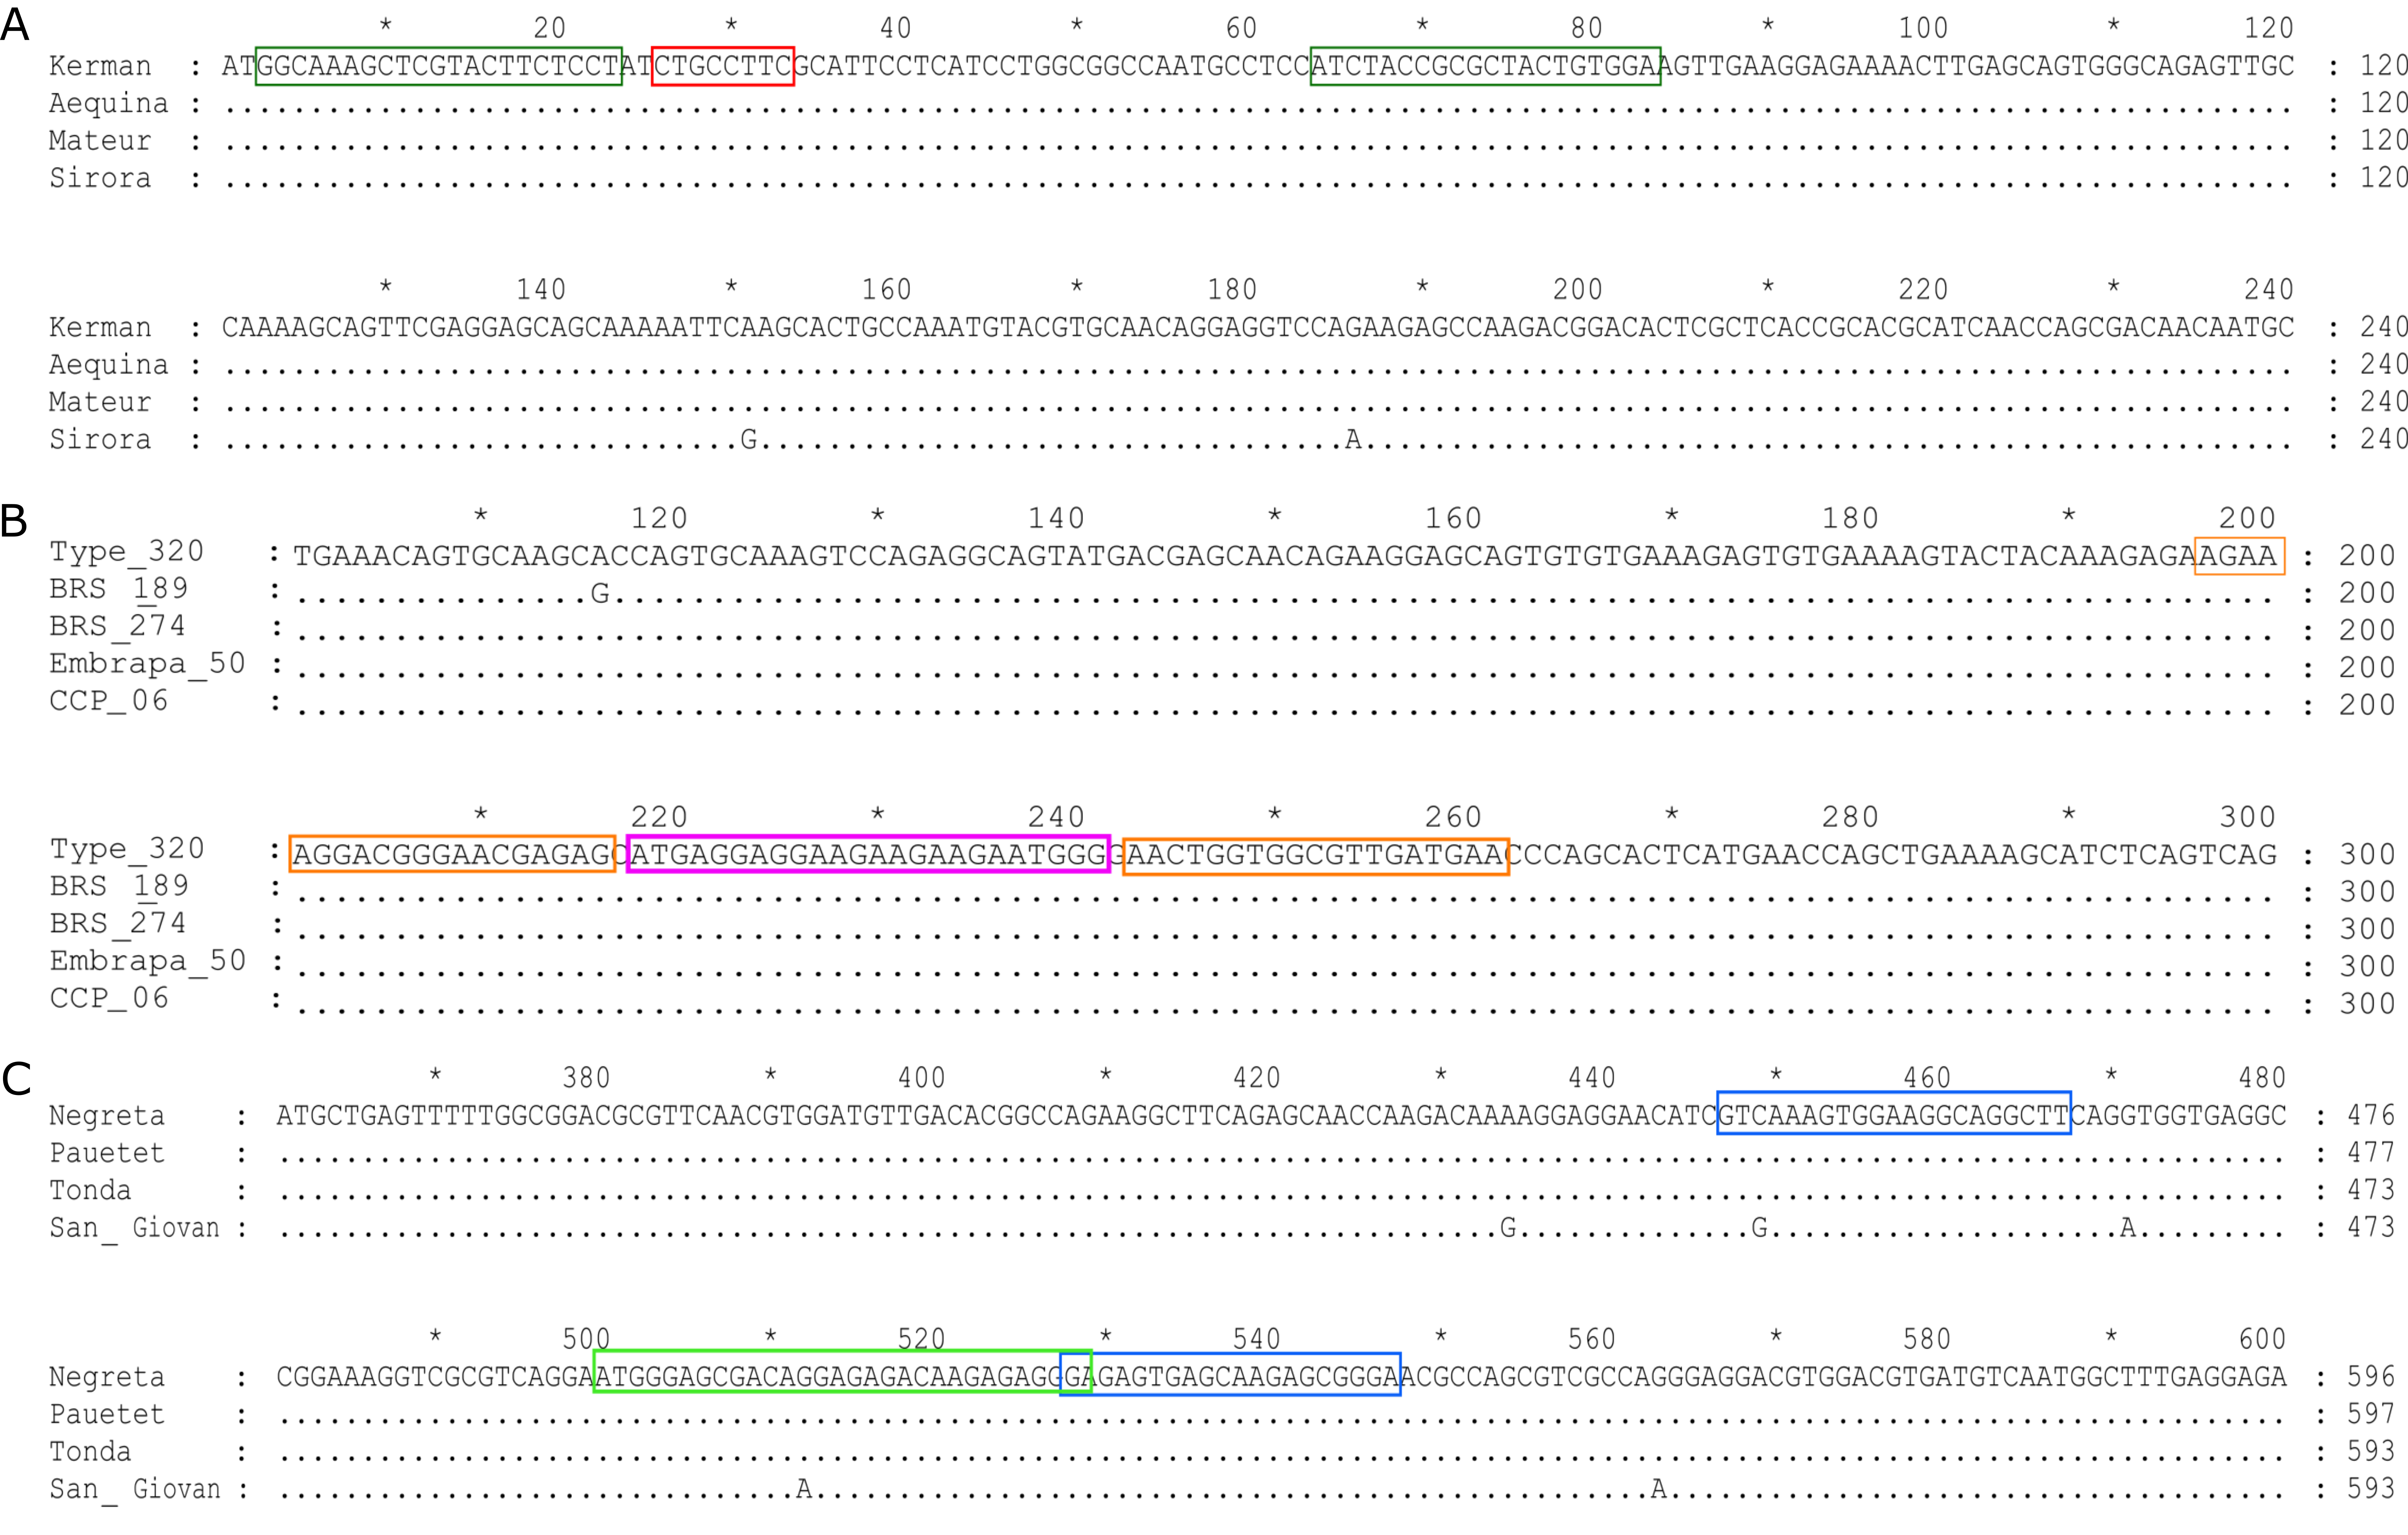 A
* 20 * 40 * 60 * 80 * 100 * 120
Kerman : ATGGCAAAGCTCGTACTTCTCCTATCTGCCTTCGCATTCCTCATCCTGGCGGCCAATGCCTCCATCTACCGCGCTACTGTGGAAGTTGAAGGAGAAAACTTGAGCAGTGGGCAGAGTTGC : 120
Aequina : ........................................................................................................................ : 120
Mateur : ........................................................................................................................ : 120
Sirora : ........................................................................................................................ : 120
* 140 * 160 * 180 * 200 * 220 * 240
Kerman : CAAAAGCAGTTCGAGGAGCAGCAAAAATTCAAGCACTGCCAAATGTACGTGCAACAGGAGGTCCAGAAGAGCCAAGACGGACACTCGCTCACCGCACGCATCAACCAGCGACAACAATGC : 240
Aequina : ........................................................................................................................ : 240
Mateur : ........................................................................................................................ : 240
Sirora : ..............................G..................................A...................................................... : 240
B
* 120 * 140 * 160 * 180 * 200
Type_320 : TGAAACAGTGCAAGCACCAGTGCAAAGTCCAGAGGCAGTATGACGAGCAACAGAAGGAGCAGTGTGTGAAAGAGTGTGAAAAGTACTACAAAGAGAAGAA : 200
BRS_189 : ...............G.................................................................................... : 200
BRS_274 : .................................................................................................... : 200
Embrapa_50 : .................................................................................................... : 200
CCP_06 : .................................................................................................... : 200
* 220 * 240 * 260 * 280 * 300
Type_320 : AGGACGGGAACGAGAGCATGAGGAGGAAGAAGAAGAATGGGGAACTGGTGGCGTTGATGAACCCAGCACTCATGAACCAGCTGAAAAGCATCTCAGTCAG : 300
BRS_189 : .................................................................................................... : 300
BRS_274 : .................................................................................................... : 300
Embrapa_50 : .................................................................................................... : 300
CCP_06 : .................................................................................................... : 300
C
* 380 * 400 * 420 * 440 * 460 * 480
Negreta : ATGCTGAGTTTTTGGCGGACGCGTTCAACGTGGATGTTGACACGGCCAGAAGGCTTCAGAGCAACCAAGACAAAAGGAGGAACATCGTCAAAGTGGAAGGCAGGCTTCAGGTGGTGAGGC : 476
Pauetet : ........................................................................................................................ : 477
Tonda : ........................................................................................................................ : 473
San_ Giovan : .........................................................................G..............G.....................A......... : 473
* 500 * 520 * 540 * 560 * 580 * 600
Negreta : CGGAAAGGTCGCGTCAGGAATGGGAGCGACAGGAGAGACAAGAGAGGGAGAGTGAGCAAGAGCGGGAACGCCAGCGTCGCCAGGGAGGACGTGGACGTGATGTCAATGGCTTTGAGGAGA : 596
Pauetet : ........................................................................................................................ : 597
Tonda : ........................................................................................................................ : 593
San_ Giovan : ...............................A..................................................A..................................... : 593